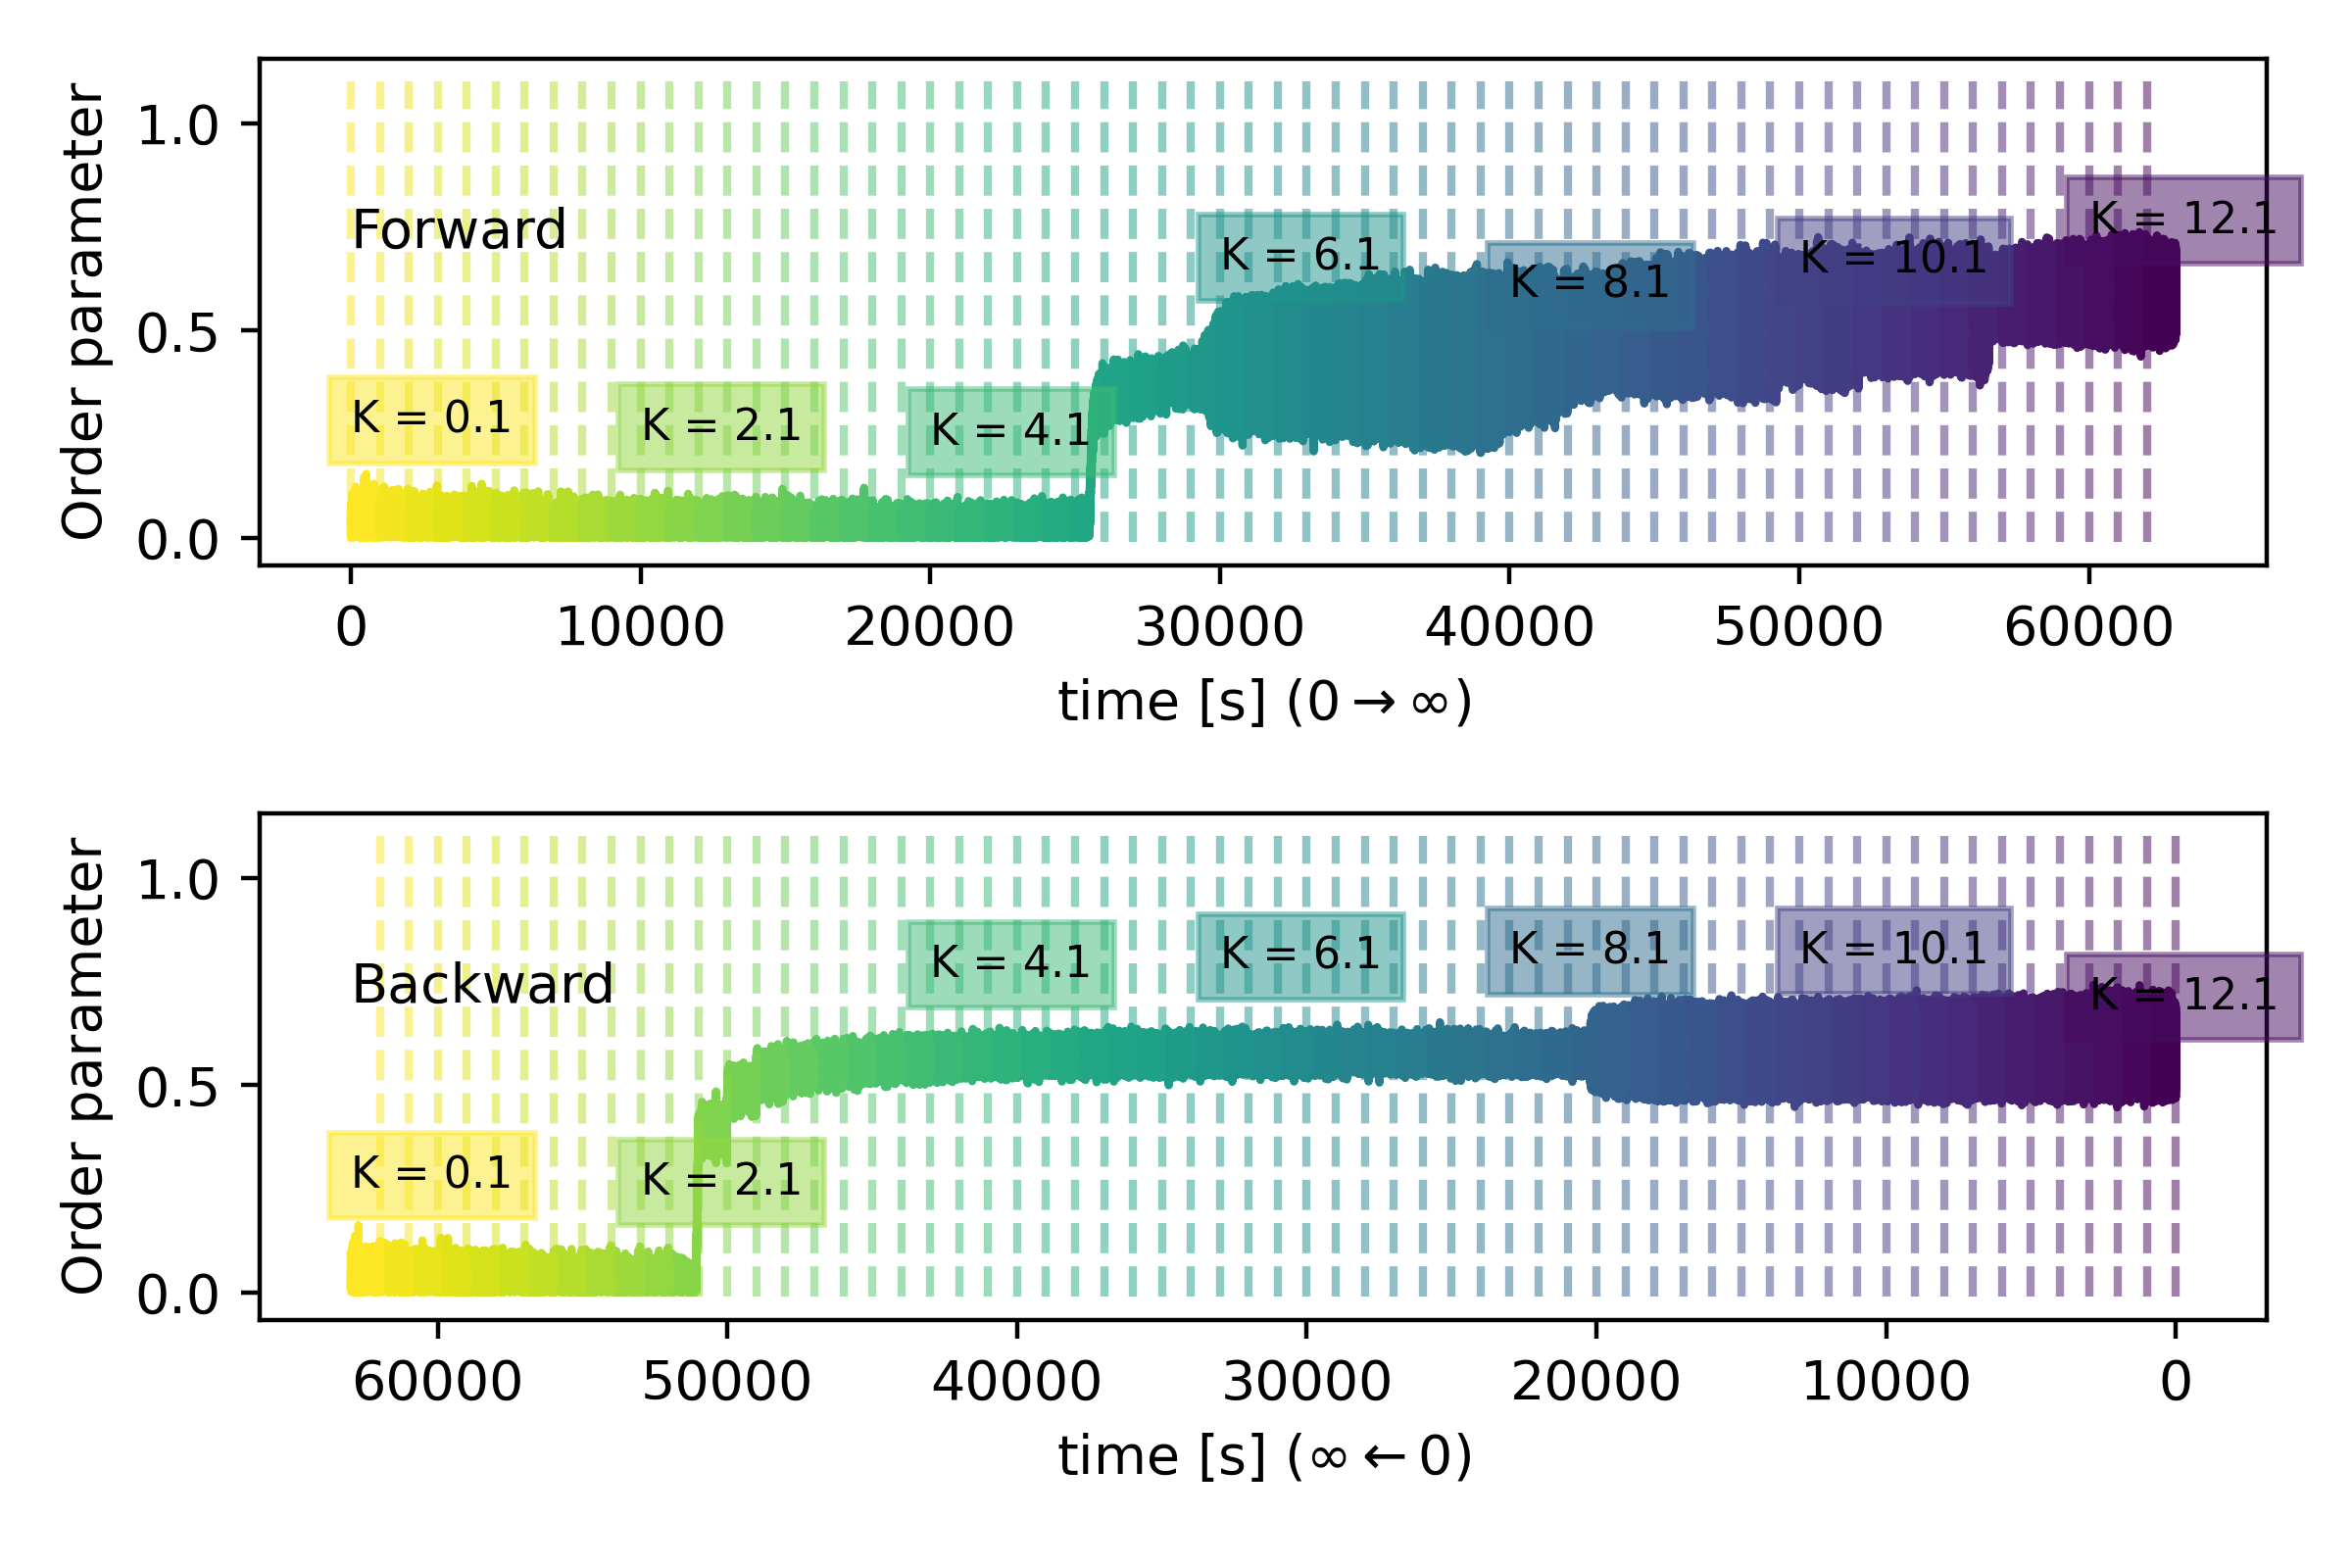 Order parameter
1.0
0.5
0.0
Forward
K = 0.1
K = 2.1
K = 4.1
K = 6.1
K = 8.1
K = 10.1
K = 12.1
0 10000 20000 30000 40000 50000 60000
time [s] (0→∞)
Order parameter
1.0
0.5
0.0
Backward
K = 0.1
K = 2.1
K = 4.1
K = 6.1
K = 8.1
K = 10.1
K = 12.1
60000 50000 40000 30000 20000 10000 0
time [s] (∞←0)